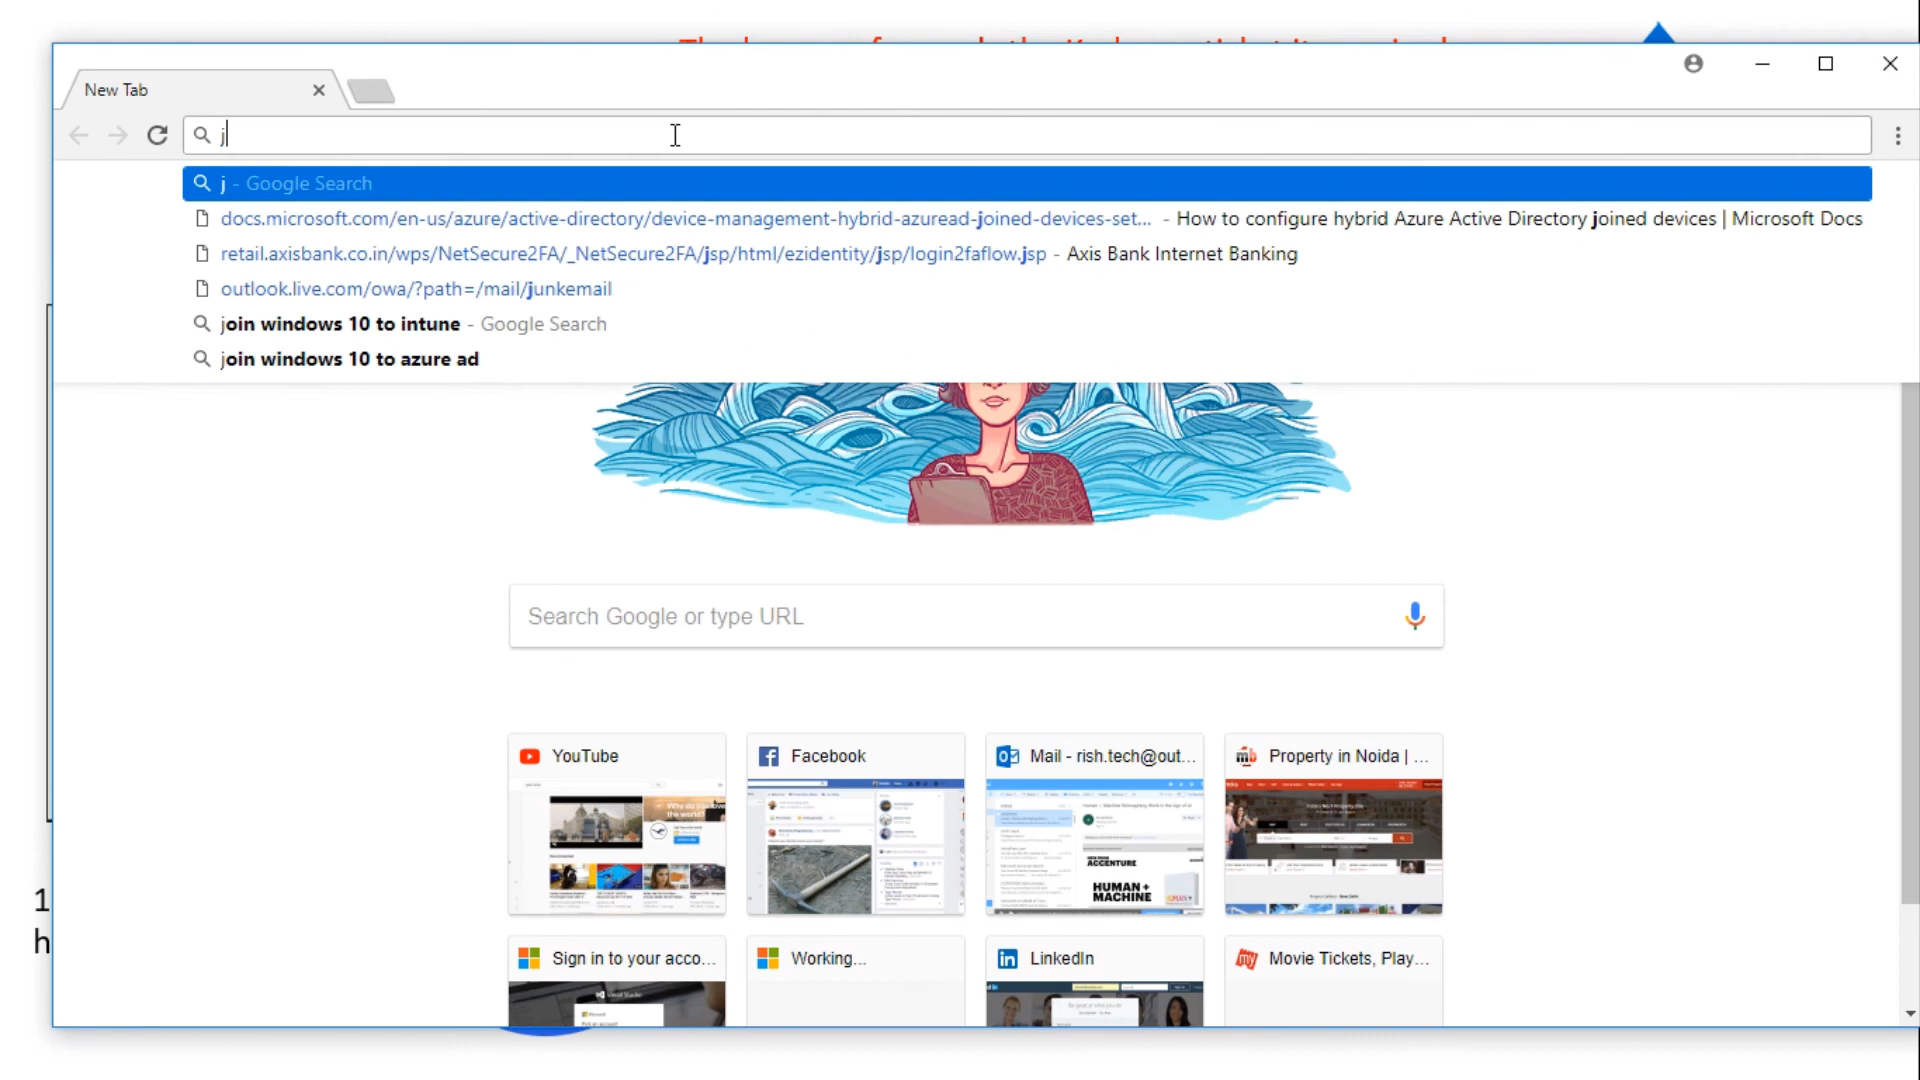 New Tab
j
j - Google Search
docs.microsoft.com/en-us/azure/active-directory/device-management-hybrid-azuread-joined-devices-set... - How to configure hybrid Azure Active Directory joined devices | Microsoft Docs
retail.axisbank.co.in/wps/NetSecure2FA/_NetSecure2FA/jsp/html/ezidentity/jsp/login2faflow.jsp - Axis Bank Internet Banking
outlook.live.com/owa/?path=/mail/junkemail
join windows 10 to intune - Google Search
join windows 10 to azure ad
Search Google or type URL
YouTube
Facebook
Mail - rish.tech@out...
Property in Noida | ...
ACCENTURE
HUMAN +
MACHINE
1
h
Sign in to your acco...
Working...
LinkedIn
Movie Tickets, Play...
Visual Studio